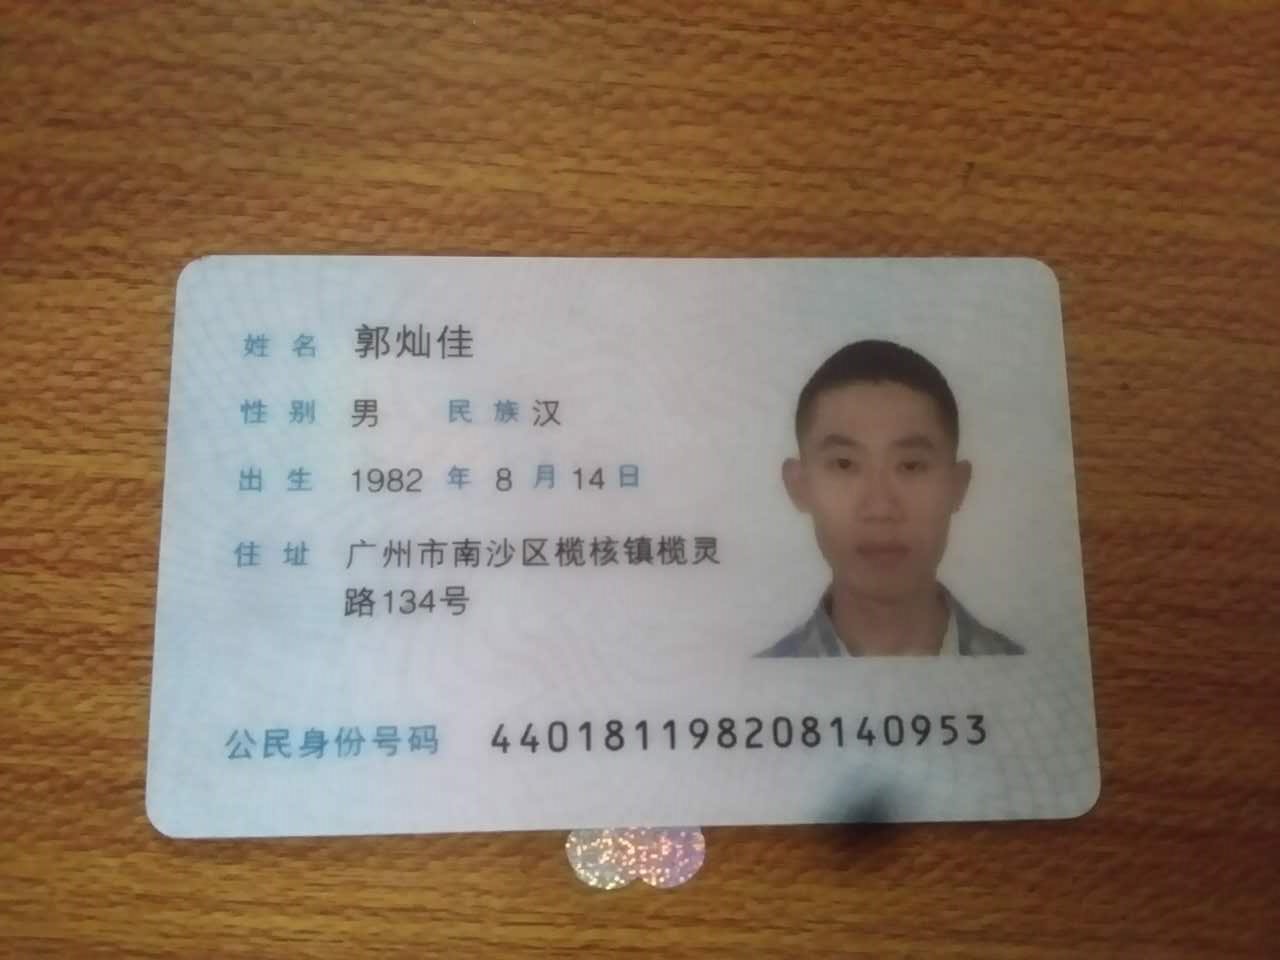 姓名 郭灿佳
性别 男 民族 汉
出生 1982 年 8 月 14 日
住址 广州市南沙区榄核镇榄灵
路134号
公民身份号码 440181198208140953